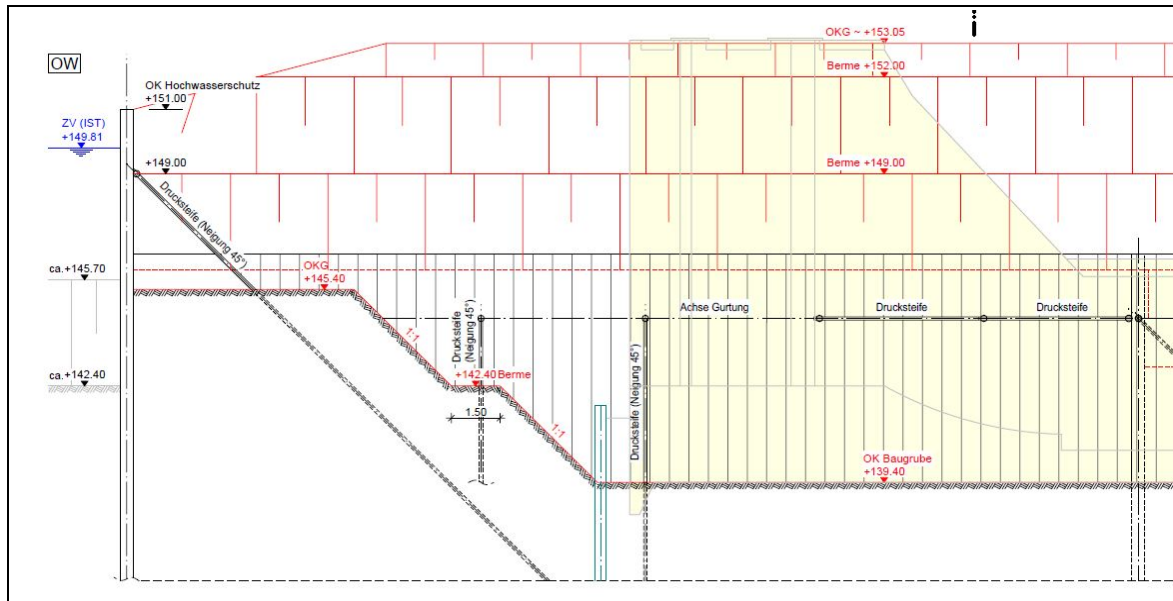 OKG ~ +153.05
OW
Berme +152.00
OK Hochwasserschutz
+151.00
ZV (IST)
+149.81
+149.00
Berme +149.00
Drucksteife (Neigung 45°)
ca.+145.70
OKG
+145.40
Drucksteife
(Neigung 45°)
Achse Gurtung
Drucksteife
Drucksteife
1:1
Drucksteife (Neigung 45°)
ca.+142.40
+142.40 Berme
1.50
1:1
OK Baugrube
+139.40